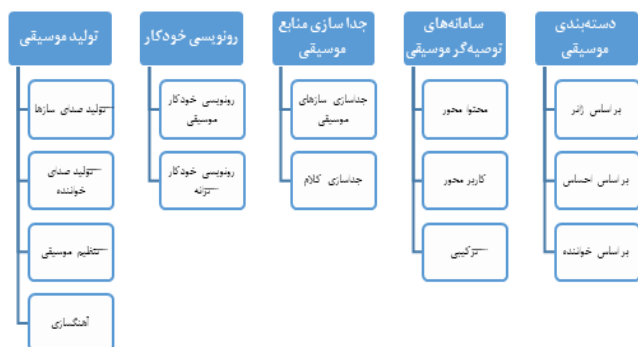 دسته‌بندی
موسیقی
بر اساس ژانر
بر اساس احساس
بر اساس خواننده
سامانه‌های
توصیه‌گر موسیقی
محتوا محور
کاربر محور
ترکیبی
جدا سازی منابع
موسیقی
جداسازی سازهای
موسیقی
جداسازی کلام
رونویسی خودکار
رونویسی خودکار
موسیقی
رونویسی خودکار
ترانه
تولید موسیقی
تولید صدای سازها
تولید صدای
خواننده
تنظیم موسیقی
آهنگسازی